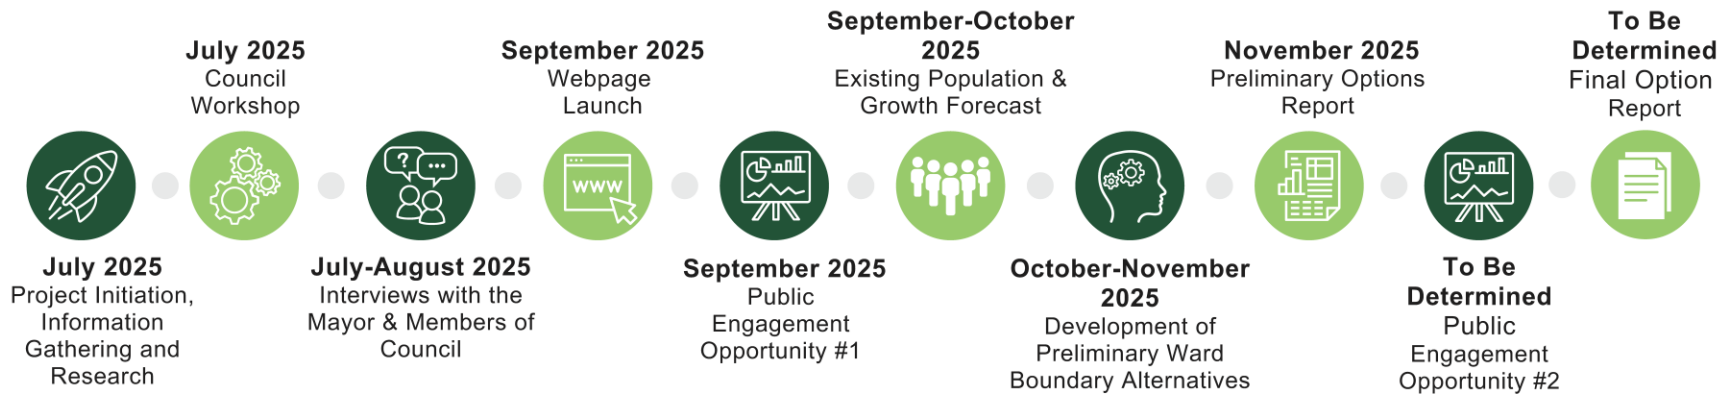 July 2025
Project Initiation,
Information
Gathering and
Research
July 2025
Council
Workshop
July-August 2025
Interviews with the
Mayor & Members of
Council
September 2025
Webpage
Launch
www
September 2025
Public
Engagement
Opportunity #1
September-October
2025
Existing Population &
Growth Forecast
October-November
2025
Development of
Preliminary Ward
Boundary Alternatives
November 2025
Preliminary Options
Report
To Be
Determined
Public
Engagement
Opportunity #2
To Be
Determined
Final Option
Report